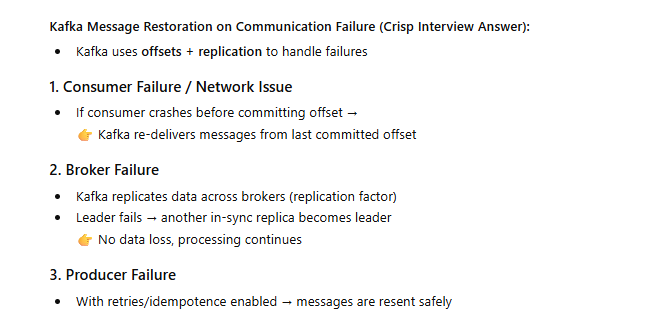 Kafka Message Restoration on Communication Failure (Crisp Interview Answer):
• Kafka uses offsets + replication to handle failures
1. Consumer Failure / Network Issue
• If consumer crashes before committing offset →
👉 Kafka re-delivers messages from last committed offset
2. Broker Failure
• Kafka replicates data across brokers (replication factor)
• Leader fails → another in-sync replica becomes leader
👉 No data loss, processing continues
3. Producer Failure
• With retries/idempotence enabled → messages are resent safely